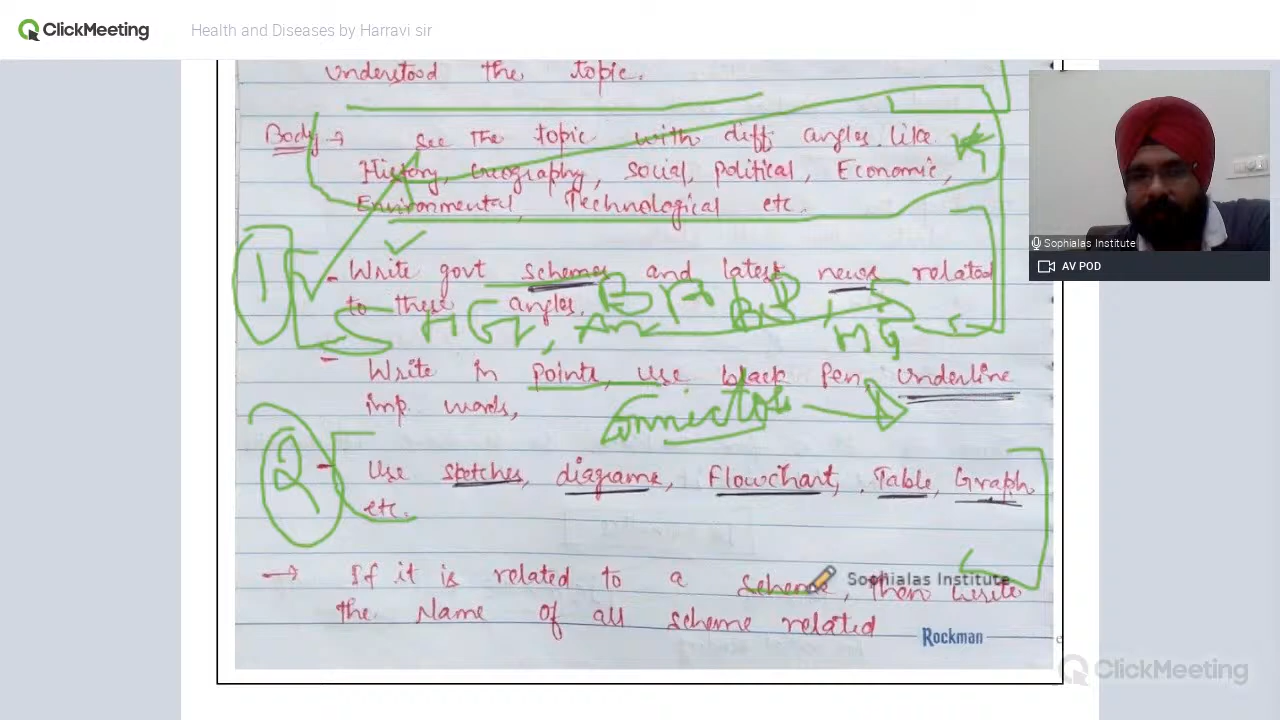 ClickMeeting
Health and Diseases by Harravi sir
understood the topic.
Body → see the topic with diff angles like
History, Geography, social, political, Economic,
Environmental, Technological etc.
1
- Write govt schemes and latest news related
to these angles.
- Write in points, use black pen, underline
imp words,
Connector
2
- Use sketches, diagrams, Flowchart, Table, Graph
etc.
→ If it is related to a scheme, then write
the Name of all scheme related
Sophialas Institute
Rockman
Sophialas Institute
AV POD
ClickMeeting